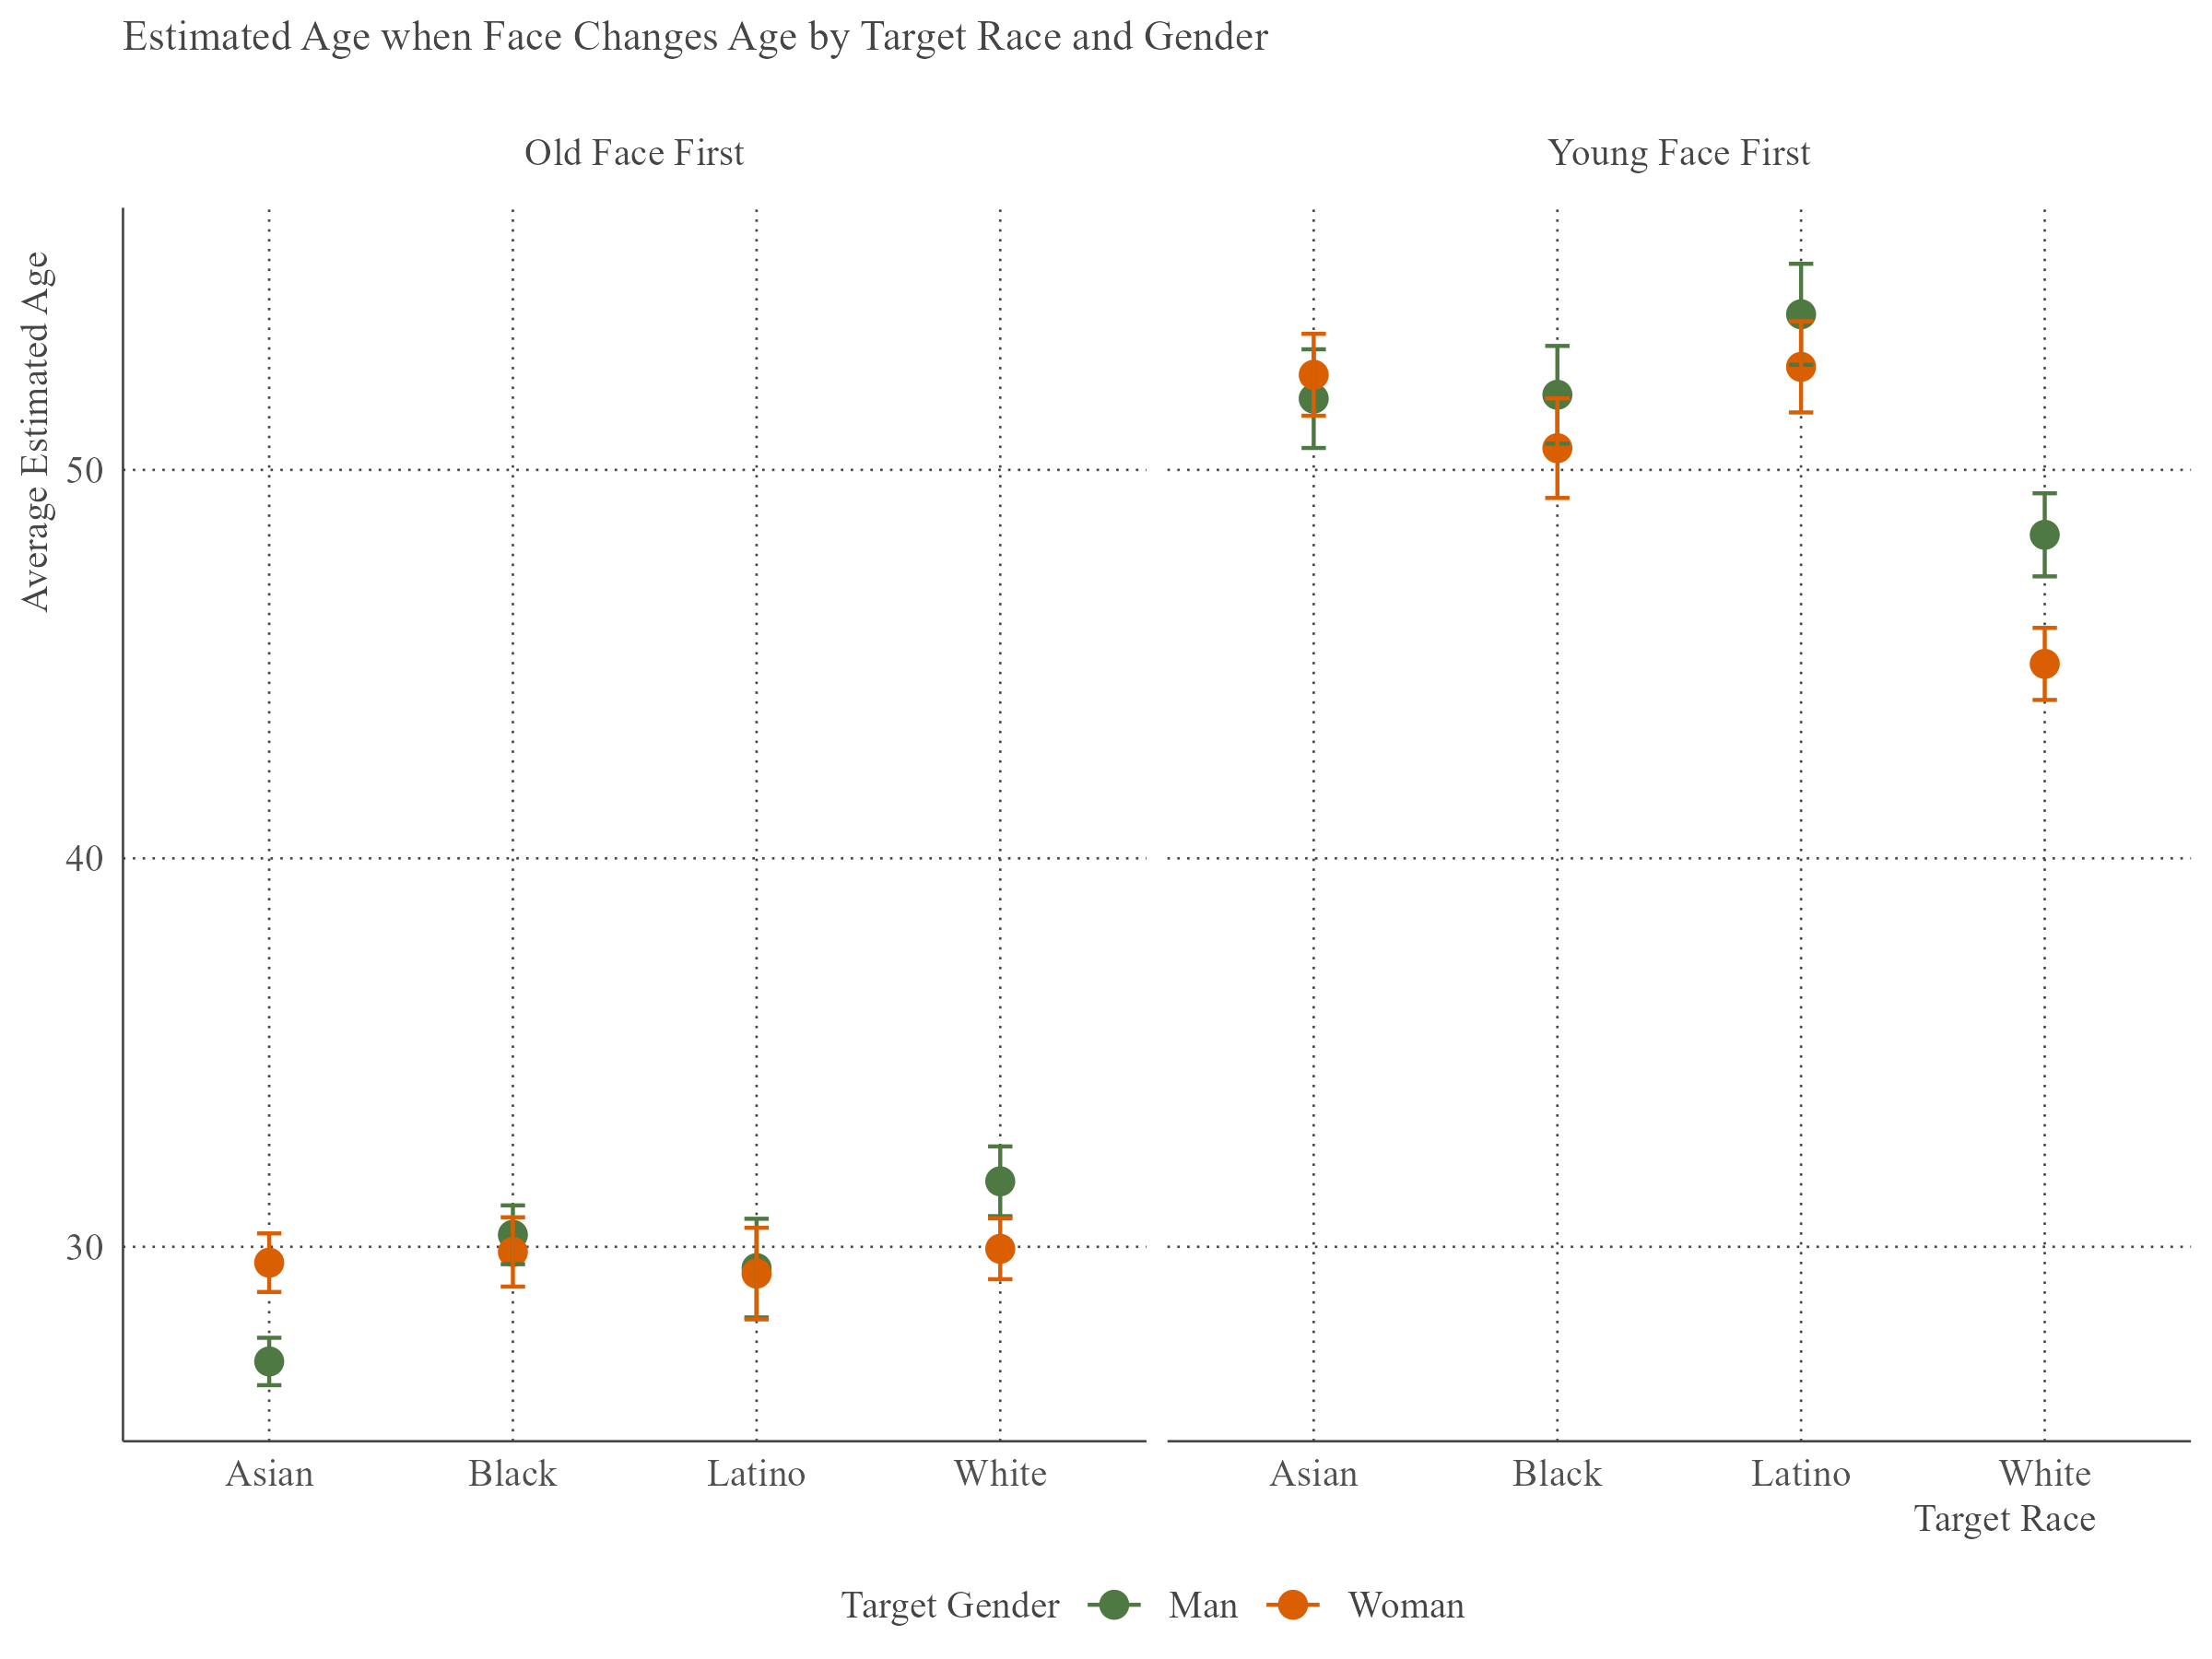 Estimated Age when Face Changes Age by Target Race and Gender
Old Face First
Young Face First
Average Estimated Age
50
40
30
Asian Black Latino White
Asian Black Latino White
Target Race
Target Gender Man Woman